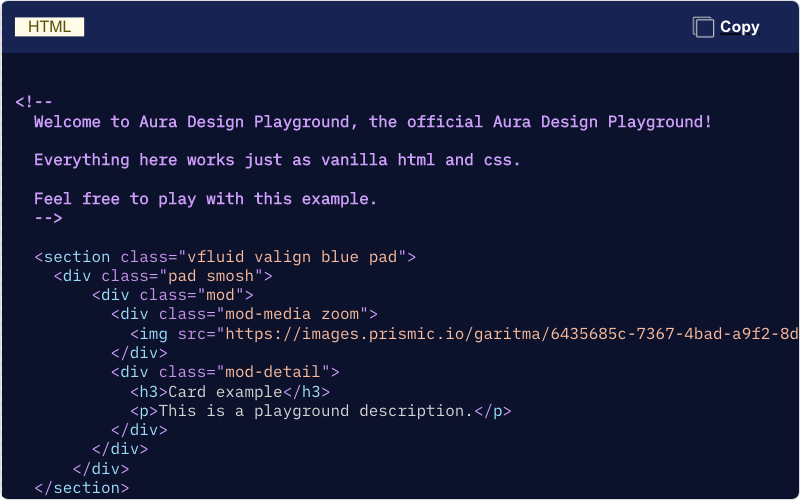 HTML
Copy
<!--
Welcome to Aura Design Playground, the official Aura Design Playground!
Everything here works just as vanilla html and css.
Feel free to play with this example.
-->
<section class="vfluid valign blue pad">
<div class="pad smosh">
<div class="mod">
<div class="mod-media zoom">
<img src="https://images.prismic.io/garitma/6435685c-7367-4bad-a9f2-8d
</div>
<div class="mod-detail">
<h3>Card example</h3>
<p>This is a playground description.</p>
</div>
</div>
</div>
</section>